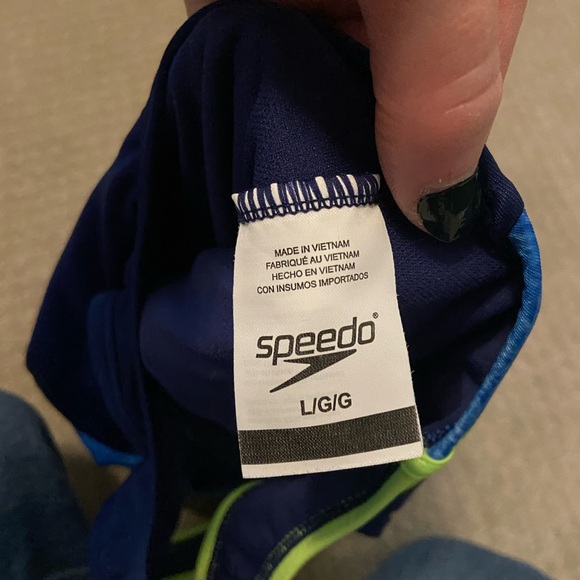 MADE IN VIETNAM
FABRIQUÉ AU VIETNAM
HECHO EN VIETNAM
CON INSUMOS IMPORTADOS
speedo®
L/G/G